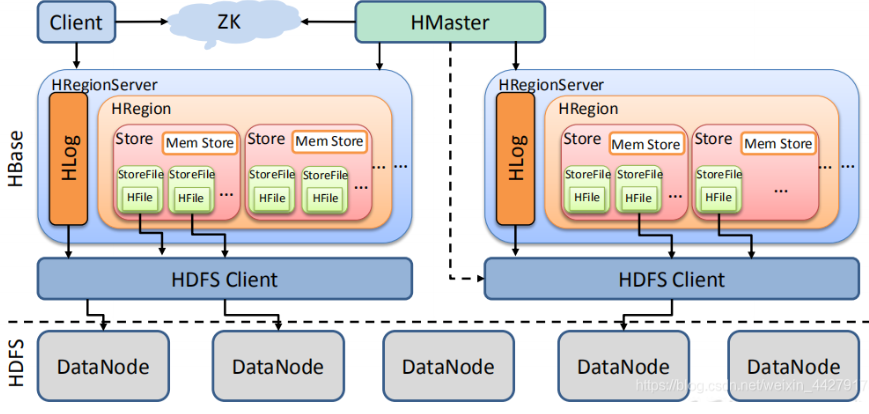 Client
ZK
HMaster
HBase
HRegionServer
HLog
HRegion
Store
Mem Store
StoreFile
HFile
StoreFile
HFile
...
Store
Mem Store
StoreFile
HFile
StoreFile
HFile
...
...
...
HRegionServer
HLog
HRegion
Store
Mem Store
StoreFile
HFile
StoreFile
HFile
...
Store
Mem Store
StoreFile
HFile
...
...
...
HDFS Client
HDFS Client
HDFS
DataNode
DataNode
DataNode
DataNode
DataNode
https://blog.csdn.net/weixin_4427917